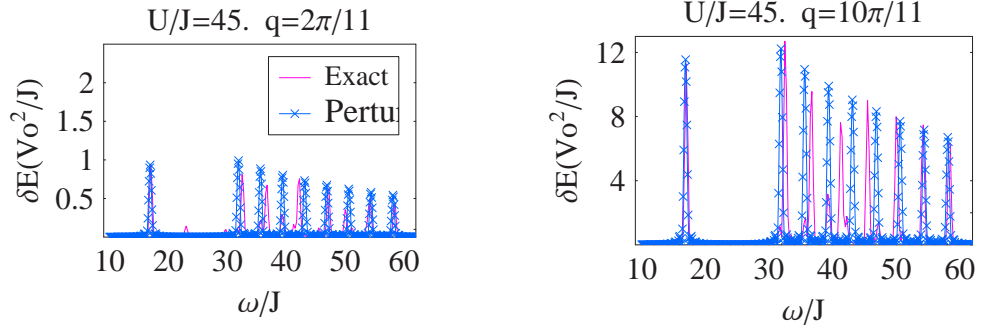 U/J=45. q=2π/11
δE(Vo²/J)
2
1.5
1
0.5
Exact
Pertur
10 20 30 40 50 60
ω/J
U/J=45. q=10π/11
δE(Vo²/J)
12
8
4
10 20 30 40 50 60
ω/J